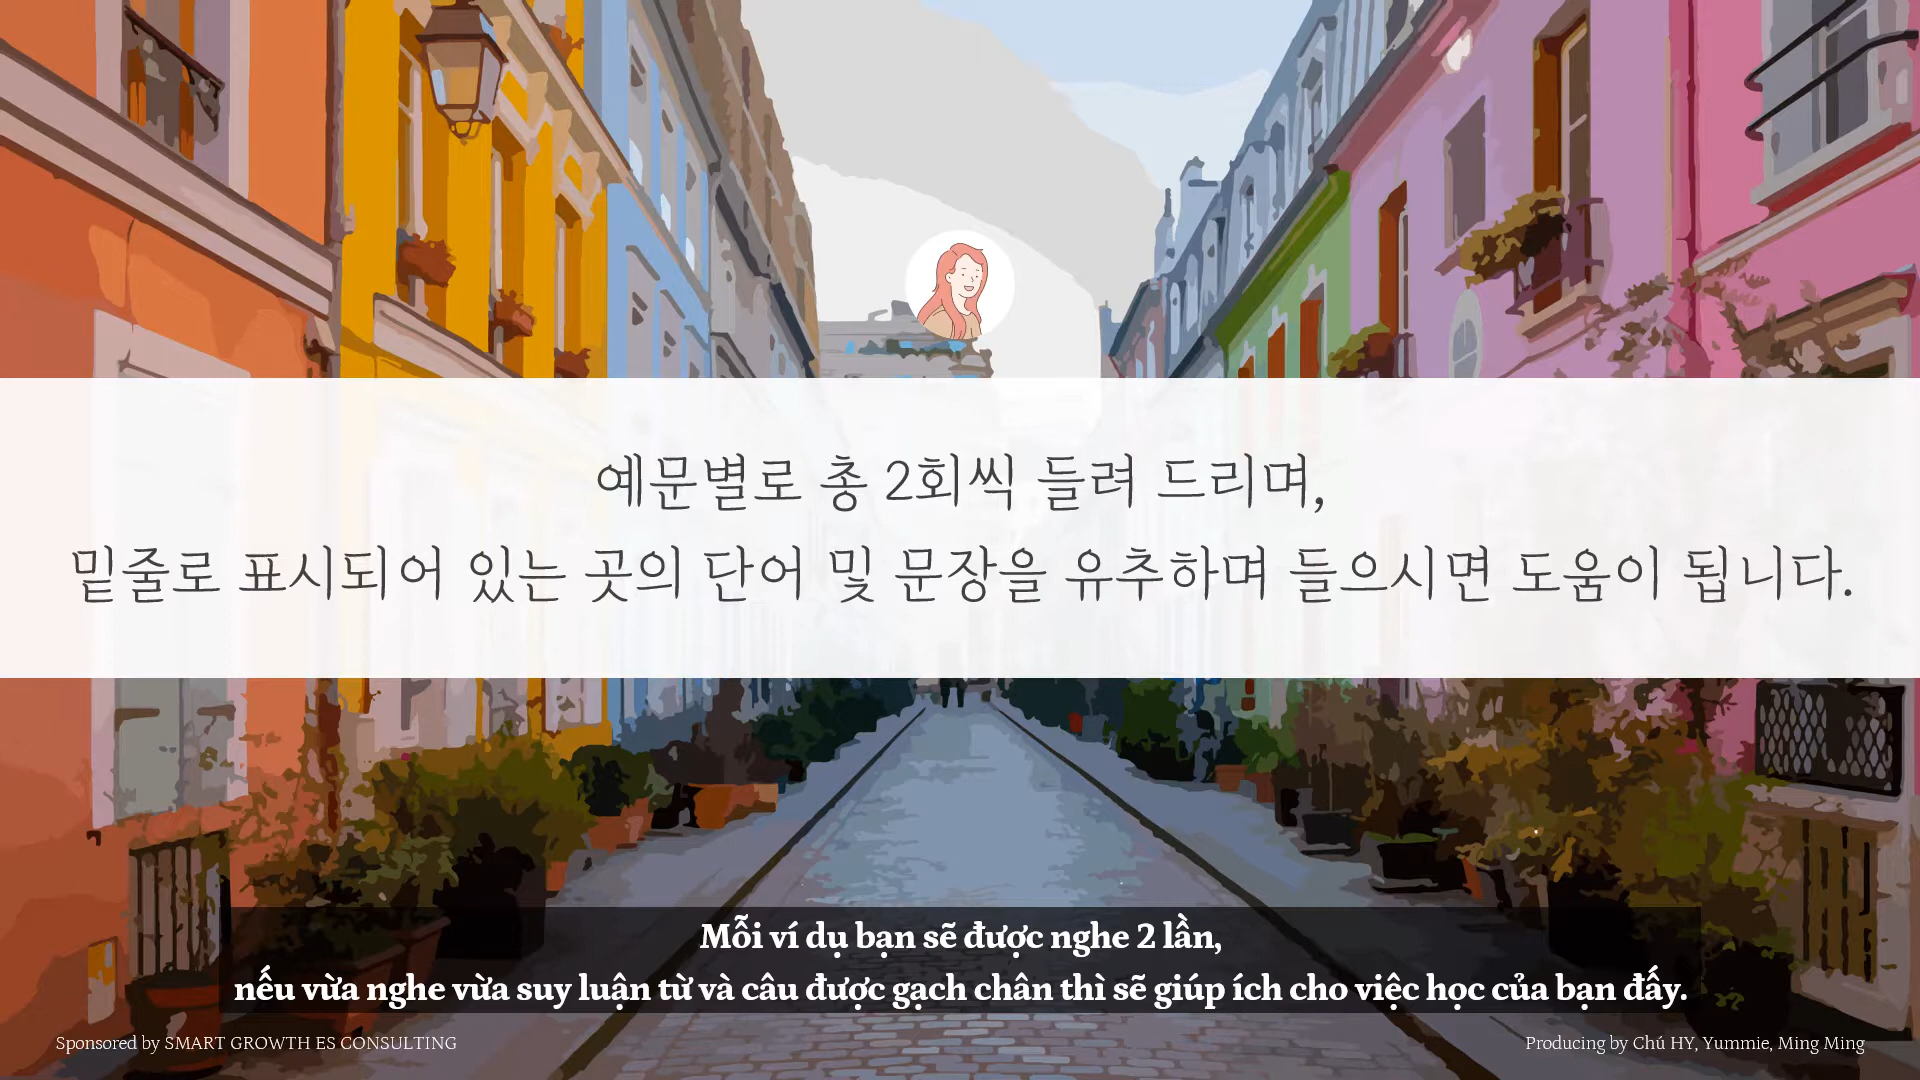 예문별로 총 2회씩 들려 드리며,
밑줄로 표시되어 있는 곳의 단어 및 문장을 유추하며 들으시면 도움이 됩니다.
Mỗi ví dụ bạn sẽ được nghe 2 lần,
nếu vừa nghe vừa suy luận từ và câu được gạch chân thì sẽ giúp ích cho việc học của bạn đấy.
Sponsored by SMART GROWTH ES CONSULTING
Producing by Chú HY, Yummie, Ming Ming